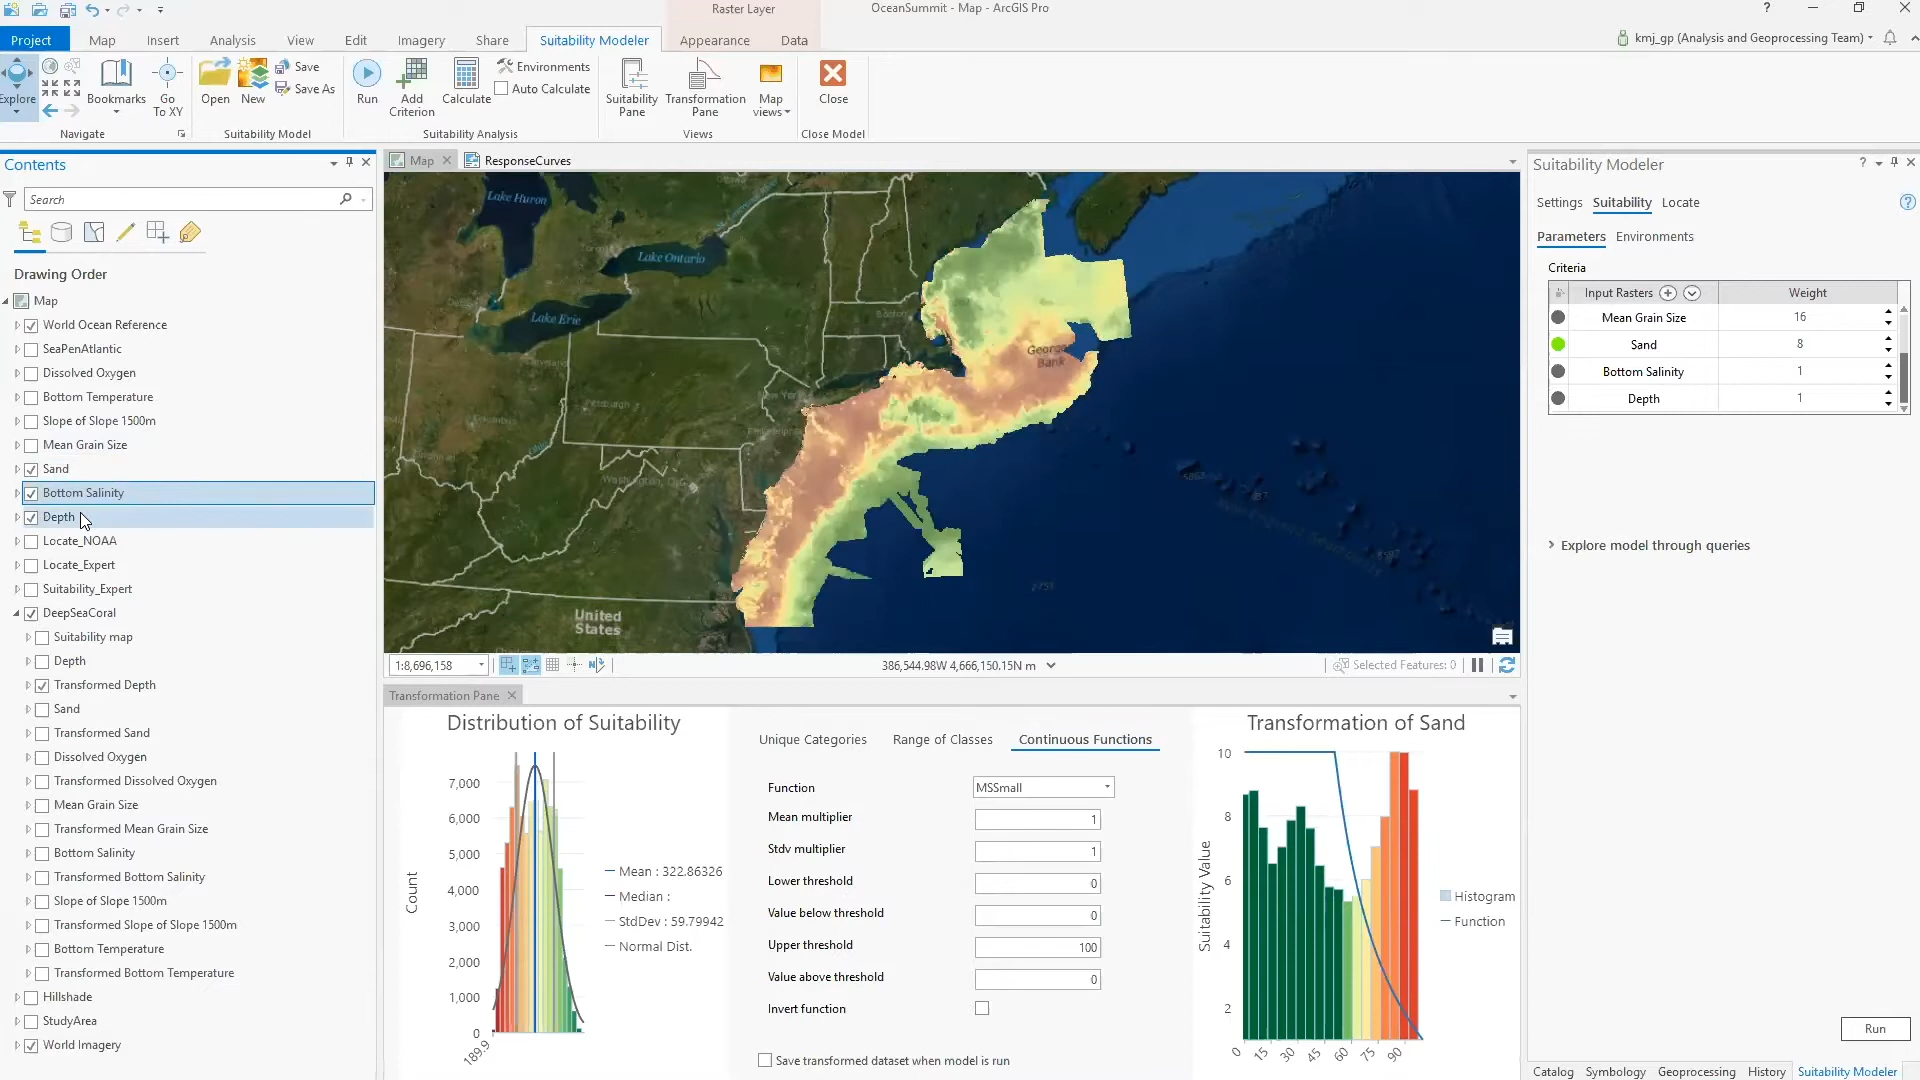 Raster Layer
OceanSummit - Map - ArcGIS Pro
?
Project
Map
Insert
Analysis
View
Edit
Imagery
Share
Suitability Modeler
Appearance
Data
kmj_gp (Analysis and Geoprocessing Team)
Explore
Bookmarks
Go
To XY
Open
New
Save
Save As
Run
Add
Criterion
Calculate
Environments
Auto Calculate
Suitability
Pane
Transformation
Pane
Map
views
Close
Navigate
Suitability Model
Suitability Analysis
Views
Close Model
Contents
Search
Drawing Order
Map
World Ocean Reference
SeaPenAtlantic
Dissolved Oxygen
Bottom Temperature
Slope of Slope 1500m
Mean Grain Size
Sand
Bottom Salinity
Depth
Locate_NOAA
Locate_Expert
Suitability_Expert
DeepSeaCoral
Suitability map
Depth
Transformed Depth
Sand
Transformed Sand
Dissolved Oxygen
Transformed Dissolved Oxygen
Mean Grain Size
Transformed Mean Grain Size
Bottom Salinity
Transformed Bottom Salinity
Slope of Slope 1500m
Transformed Slope of Slope 1500m
Bottom Temperature
Transformed Bottom Temperature
Hillshade
StudyArea
World Imagery
Map
ResponseCurves
Lake Huron
Lake Ontario
Lake Erie
Boston
George
Bank
New York
Pittsburgh
Philadelphia
Washington, D.C.
United
States
1:8,696,158
386,544.98W 4,666,150.15N m
Selected Features: 0
Transformation Pane
Distribution of Suitability
7,000
6,000
5,000
4,000
3,000
2,000
1,000
0
Count
189.9
Mean : 322.86326
Median :
StdDev : 59.79942
Normal Dist.
Unique Categories
Range of Classes
Continuous Functions
Function
MSSmall
Mean multiplier
1
Stdv multiplier
1
Lower threshold
0
Value below threshold
0
Upper threshold
100
Value above threshold
0
Invert function
Save transformed dataset when model is run
Transformation of Sand
10
8
6
4
2
Suitability Value
0
15
30
45
60
75
90
Histogram
Function
Suitability Modeler
?
Settings
Suitability
Locate
?
Parameters
Environments
Criteria
Input Rasters
Weight
Mean Grain Size
16
Sand
8
Bottom Salinity
1
Depth
1
Explore model through queries
Run
Catalog
Symbology
Geoprocessing
History
Suitability Modeler